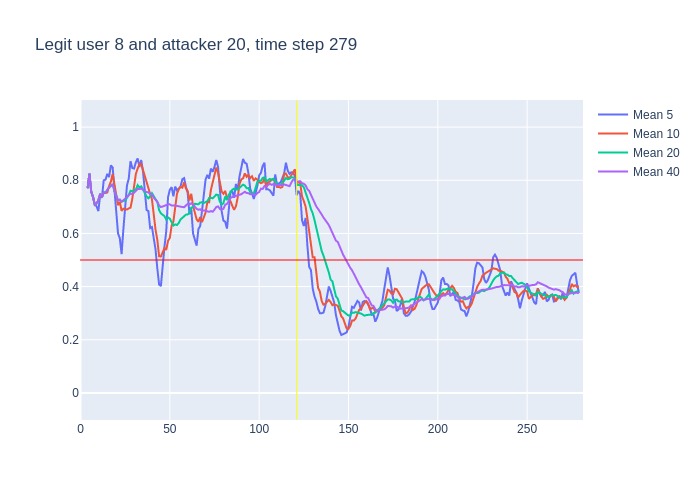 Legit user 8 and attacker 20, time step 279
Mean 5
Mean 10
Mean 20
Mean 40
1
0.8
0.6
0.4
0.2
0
0 50 100 150 200 250